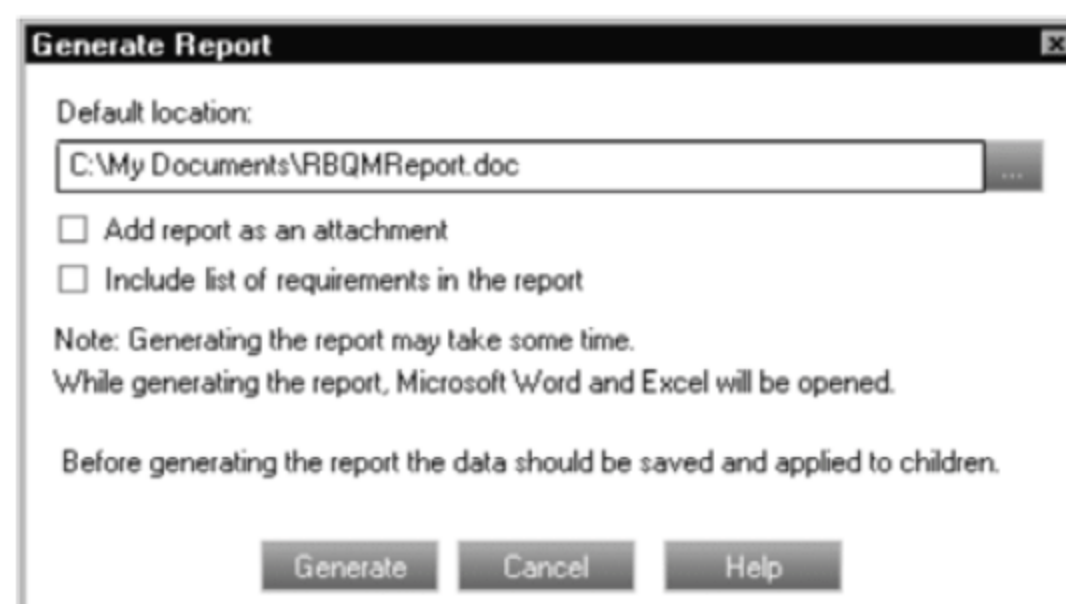 Generate Report
Default location:
C:\My Documents\RBQMReport.doc
...
Add report as an attachment
Include list of requirements in the report
Note: Generating the report may take some time.
While generating the report, Microsoft Word and Excel will be opened.
Before generating the report the data should be saved and applied to children.
Generate Cancel Help